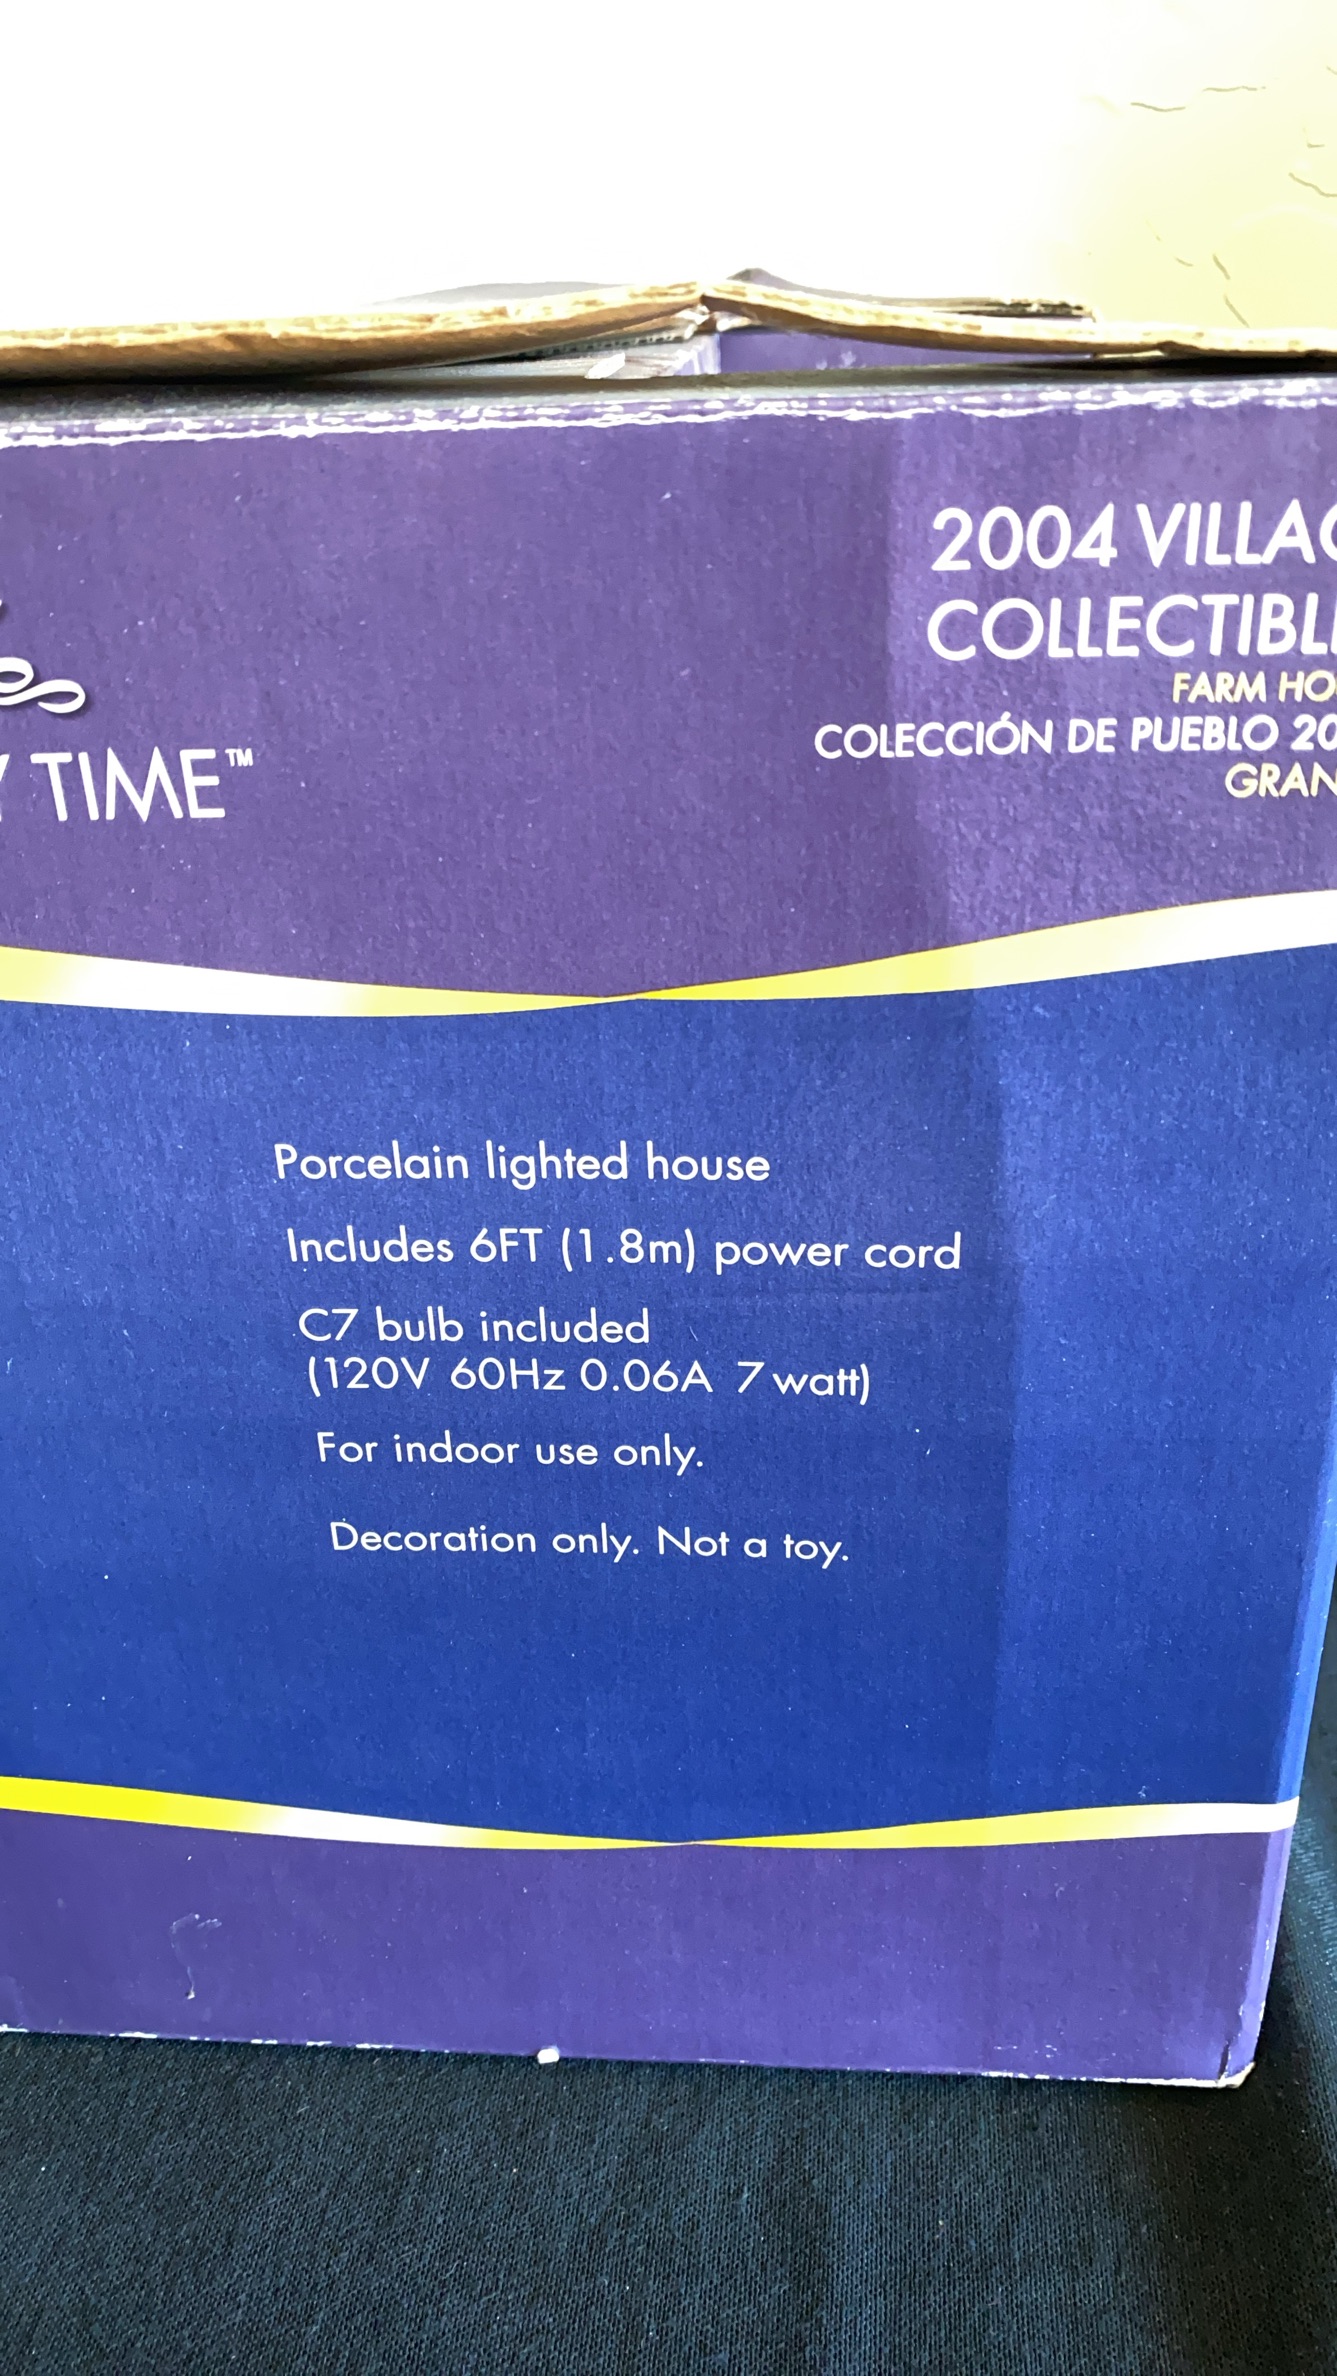 TIME™
2004 VILLAG
COLLECTIBL
FARM HO
COLECCIÓN DE PUEBLO 20
GRAN
Porcelain lighted house
Includes 6FT (1.8m) power cord
C7 bulb included
(120V 60Hz 0.06A 7 watt)
For indoor use only.
Decoration only. Not a toy.